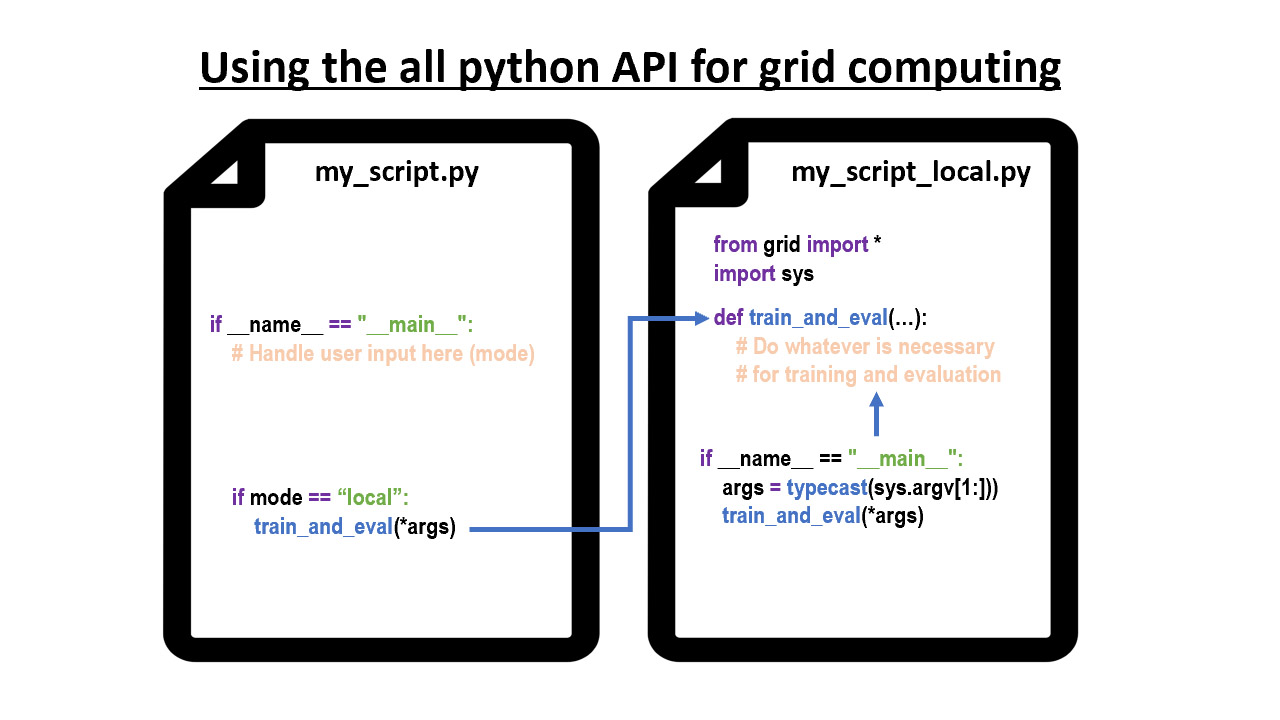 Using the all python API for grid computing
my_script.py
if __name__ == "__main__":
# Handle user input here (mode)
if mode == “local”:
train_and_eval(*args)
my_script_local.py
from grid import *
import sys
def train_and_eval(...):
# Do whatever is necessary
# for training and evaluation
if __name__ == "__main__":
args = typecast(sys.argv[1:]))
train_and_eval(*args)